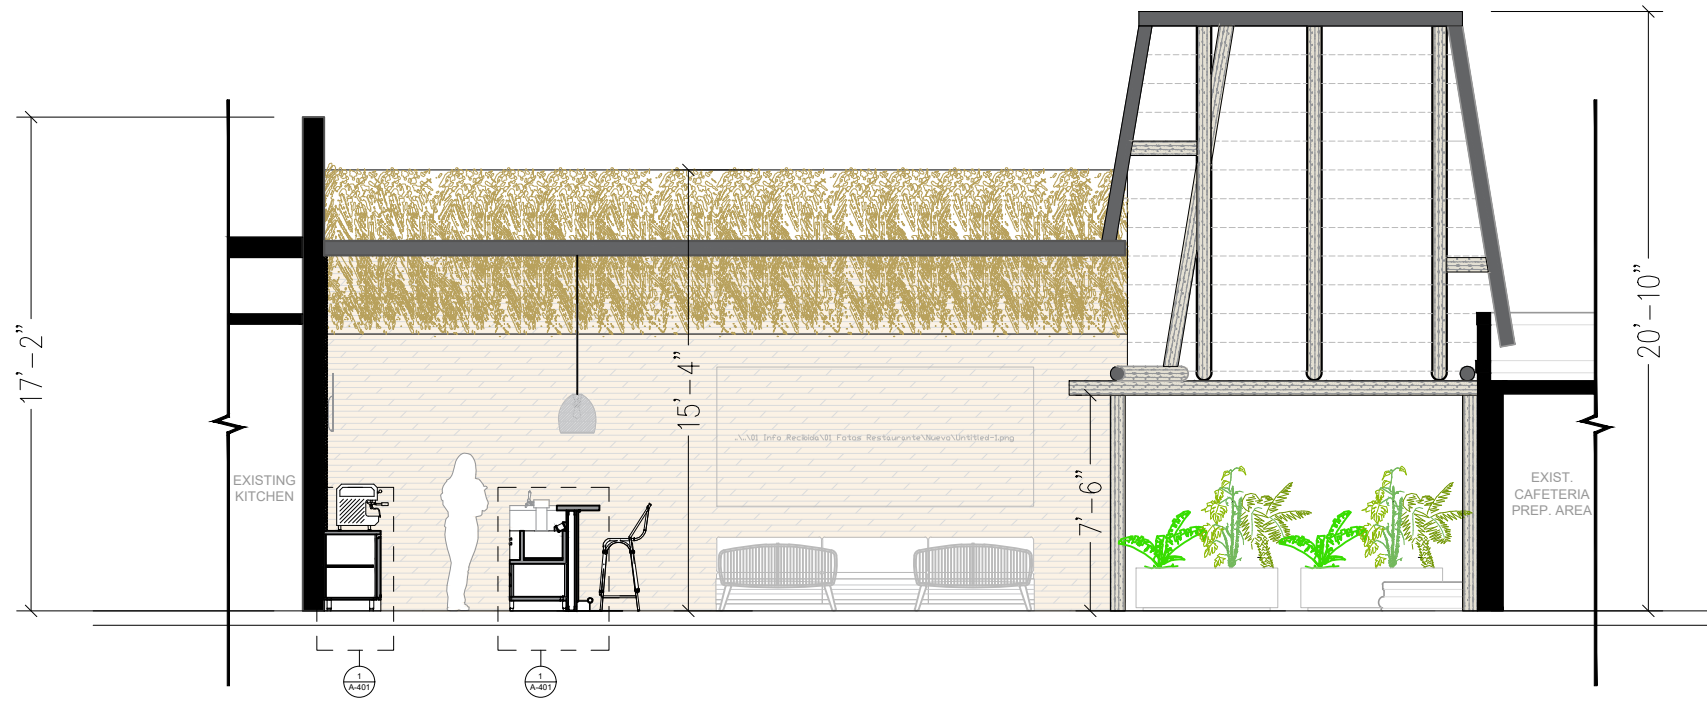 17'-2"
15'-4"
7'-6"
20'-10"
EXISTING
KITCHEN
..\..\01 Info Recibida\01 Fotos Restaurante\Nuevo\Untitled-1.png
EXIST.
CAFETERIA
PREP. AREA
1
A-401
1
A-401